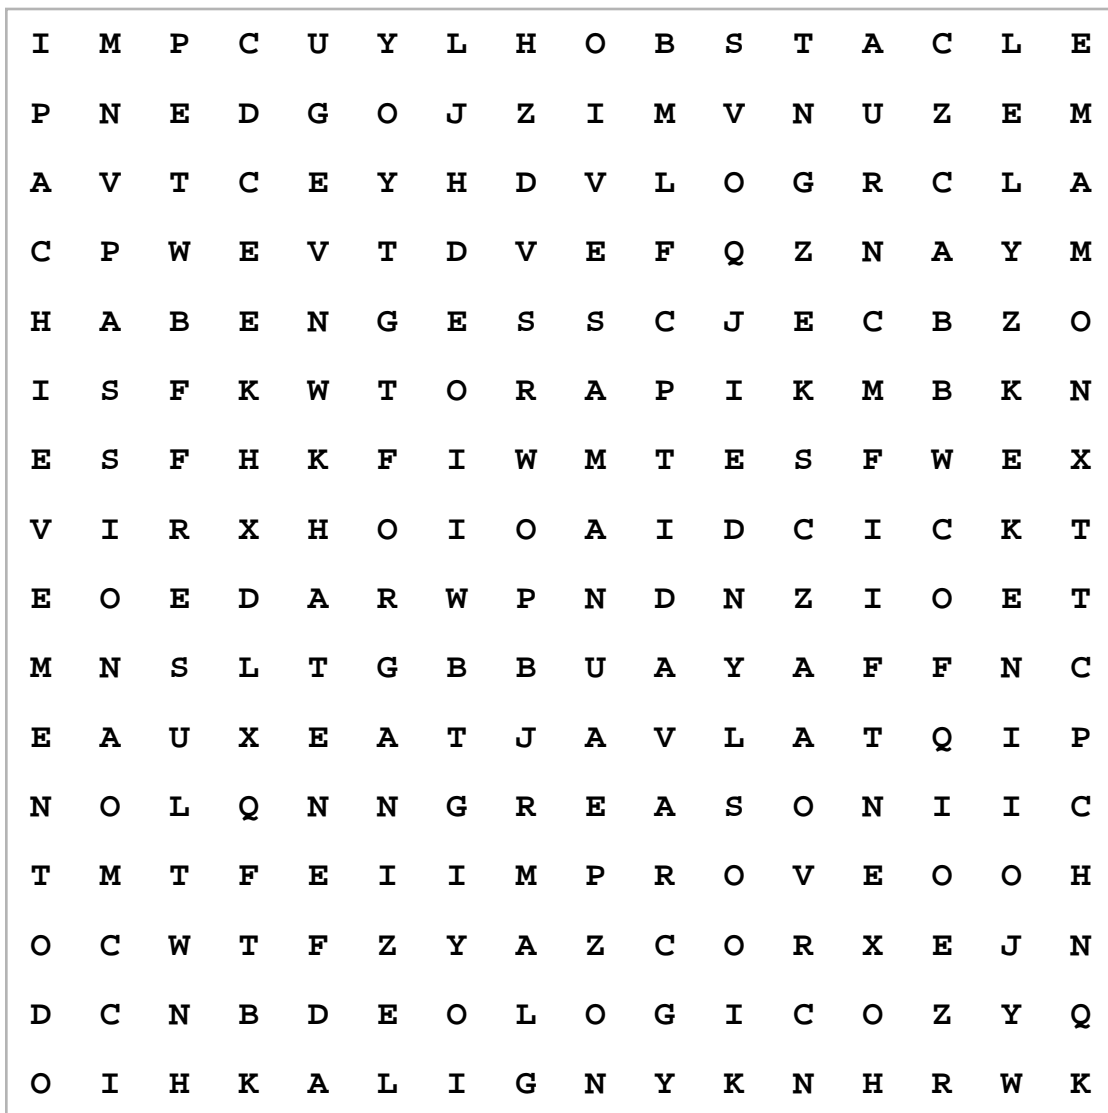 I M P C U Y L H O B S T A C L E
P N E D G O J Z I M V N U Z E M
A V T C E Y H D V L O G R C L A
C P W E V T D V E F Q Z N A Y M
H A B E N G E S S C J E C B Z O
I S F K W T O R A P I K M B K N
E S F H K F I W M T E S F W E X
V I R X H O I O A I D C I C K T
E O E D A R W P N D N Z I O E T
M N S L T G B B U A Y A F F N C
E A U X E A T J A V L A T Q I P
N O L Q N N G R E A S O N I I C
T M T F E I I M P R O V E O O H
O C W T F Z Y A Z C O R X E J N
D C N B D E O L O G I C O Z Y Q
O I H K A L I G N Y K N H R W K